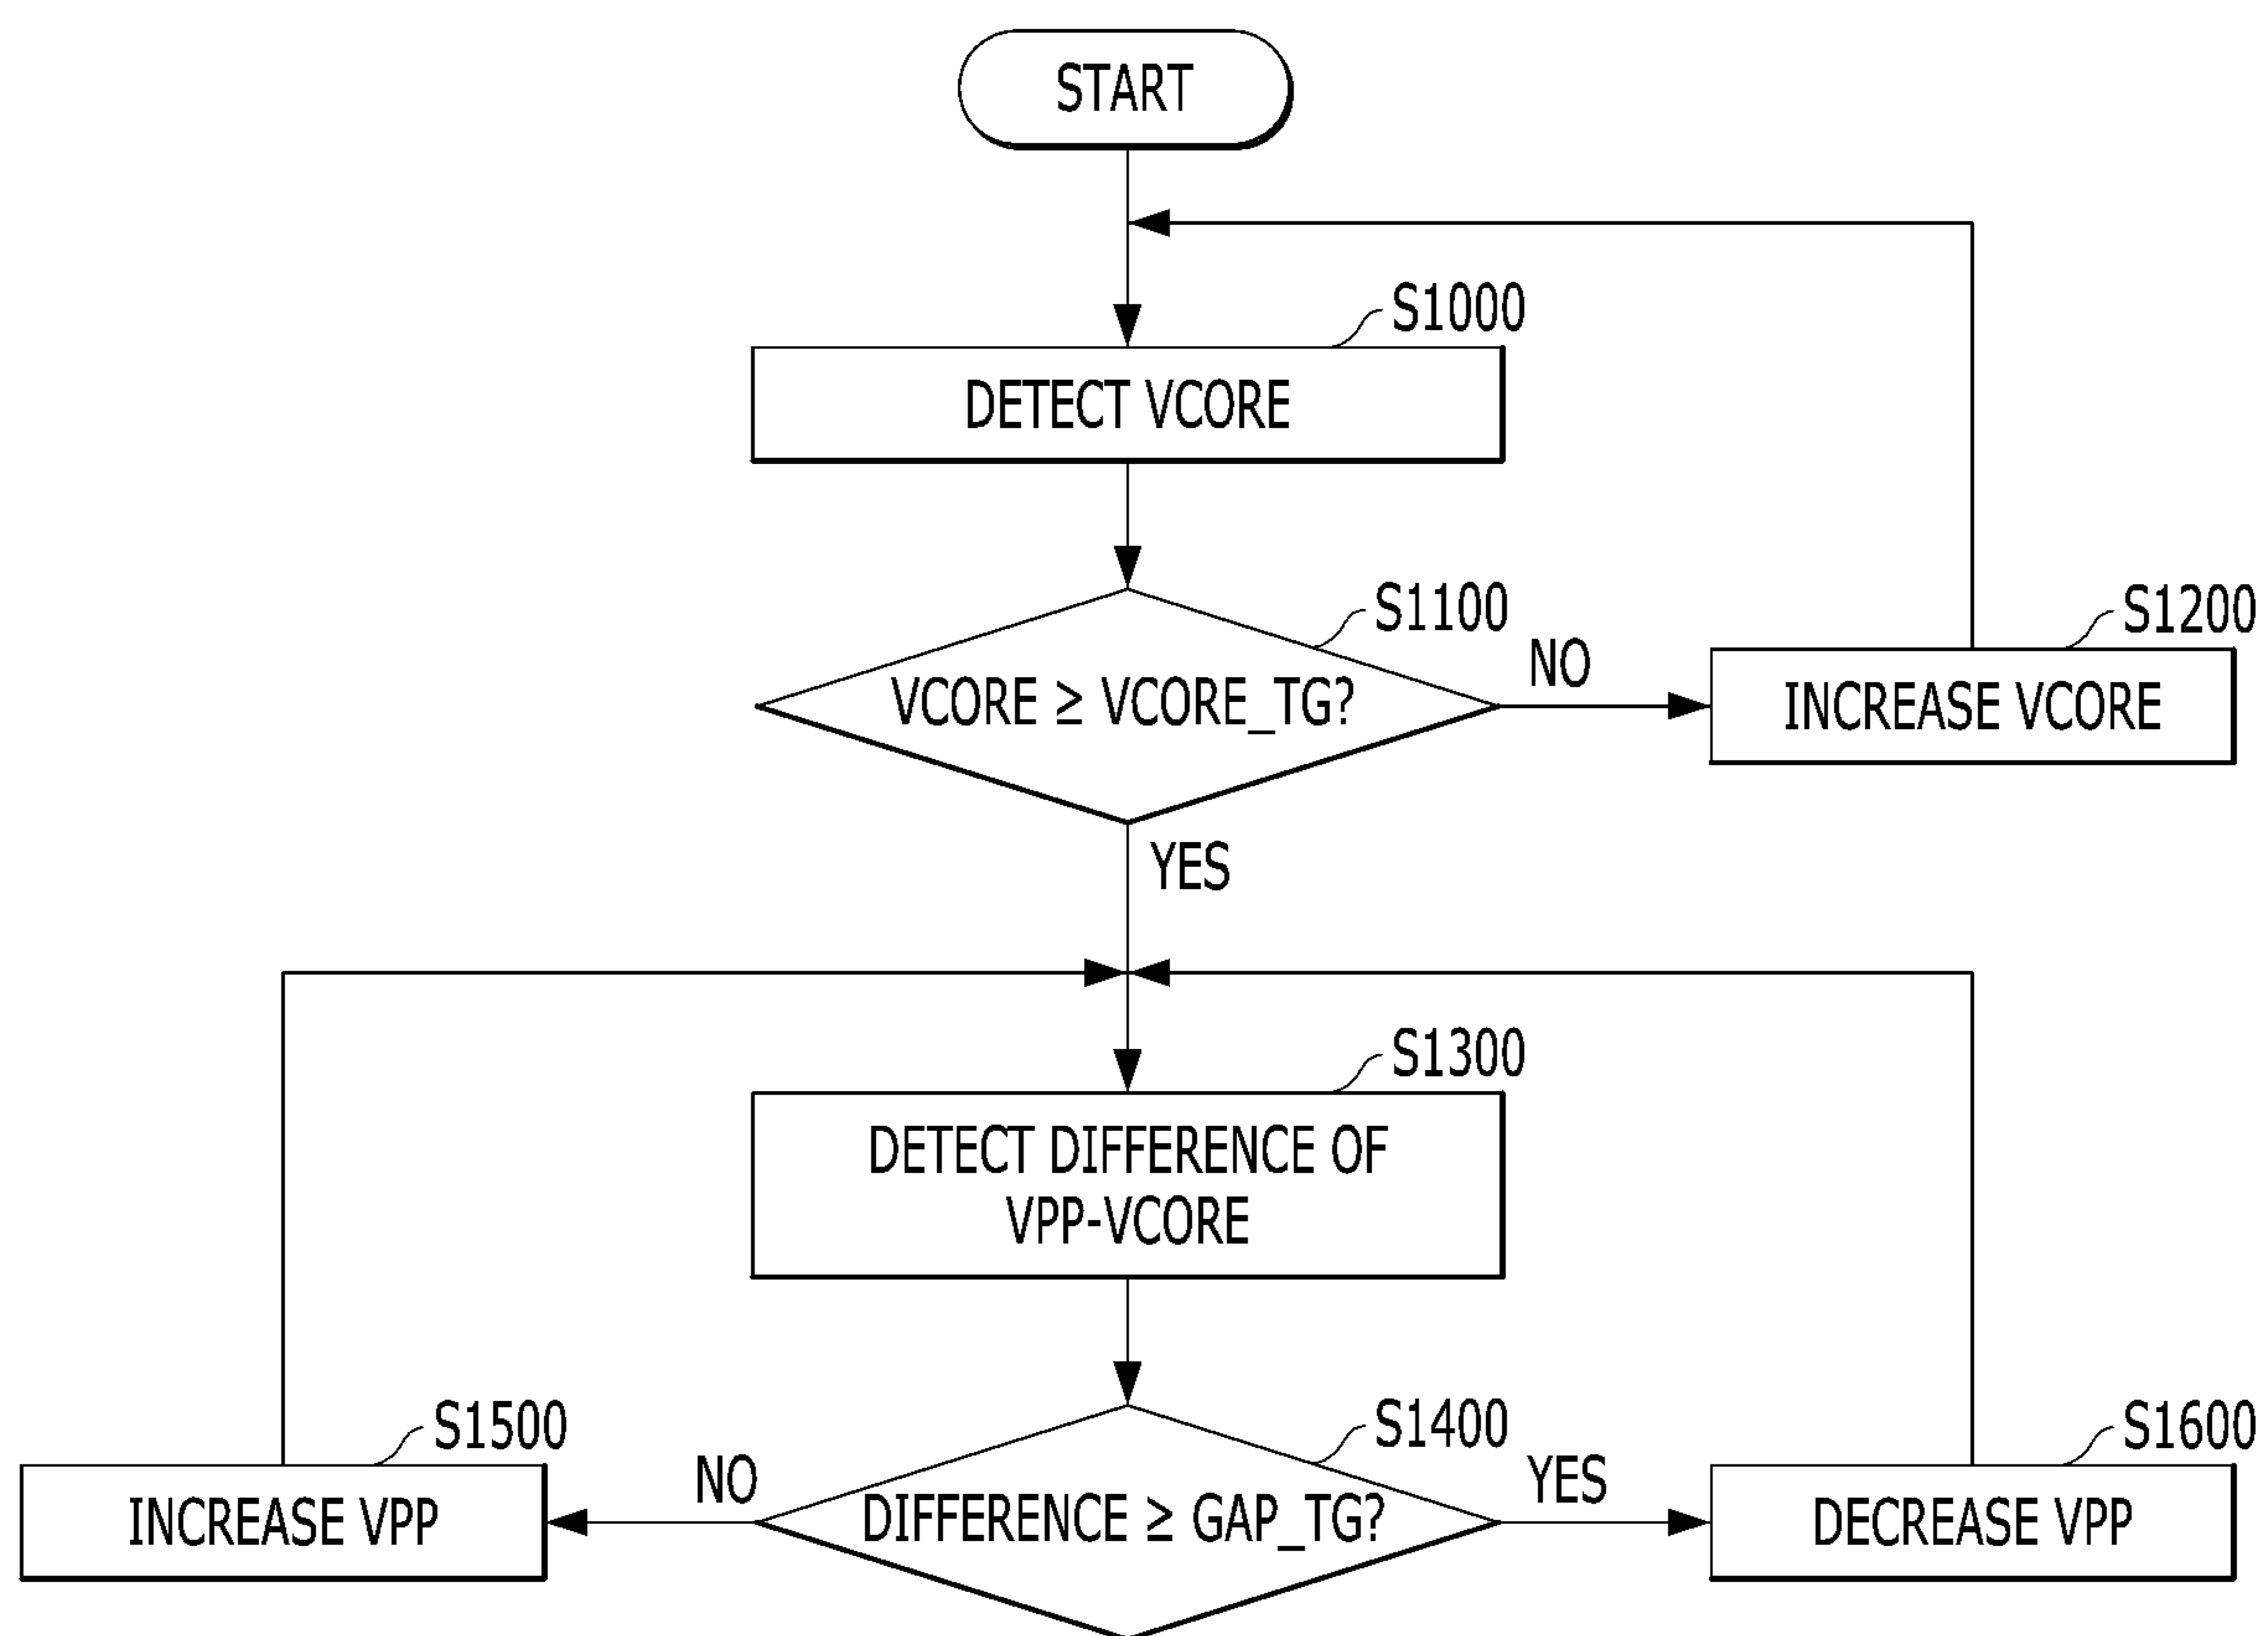 START
S1000
DETECT VCORE
S1100
VCORE ≥ VCORE_TG?
NO
S1200
INCREASE VCORE
YES
S1300
DETECT DIFFERENCE OF
VPP-VCORE
S1400
DIFFERENCE ≥ GAP_TG?
NO
S1500
INCREASE VPP
YES
S1600
DECREASE VPP